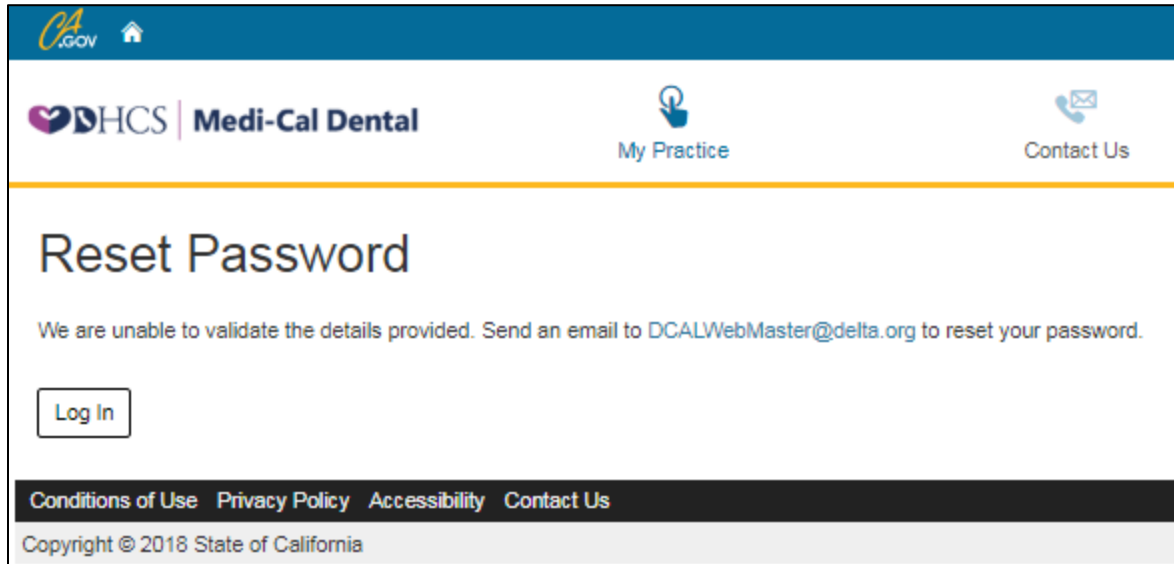 CA.GOV
DHCS | Medi-Cal Dental
My Practice
Contact Us
Reset Password
We are unable to validate the details provided. Send an email to DCALWebMaster@delta.org to reset your password.
Log In
Conditions of Use Privacy Policy Accessibility Contact Us
Copyright © 2018 State of California